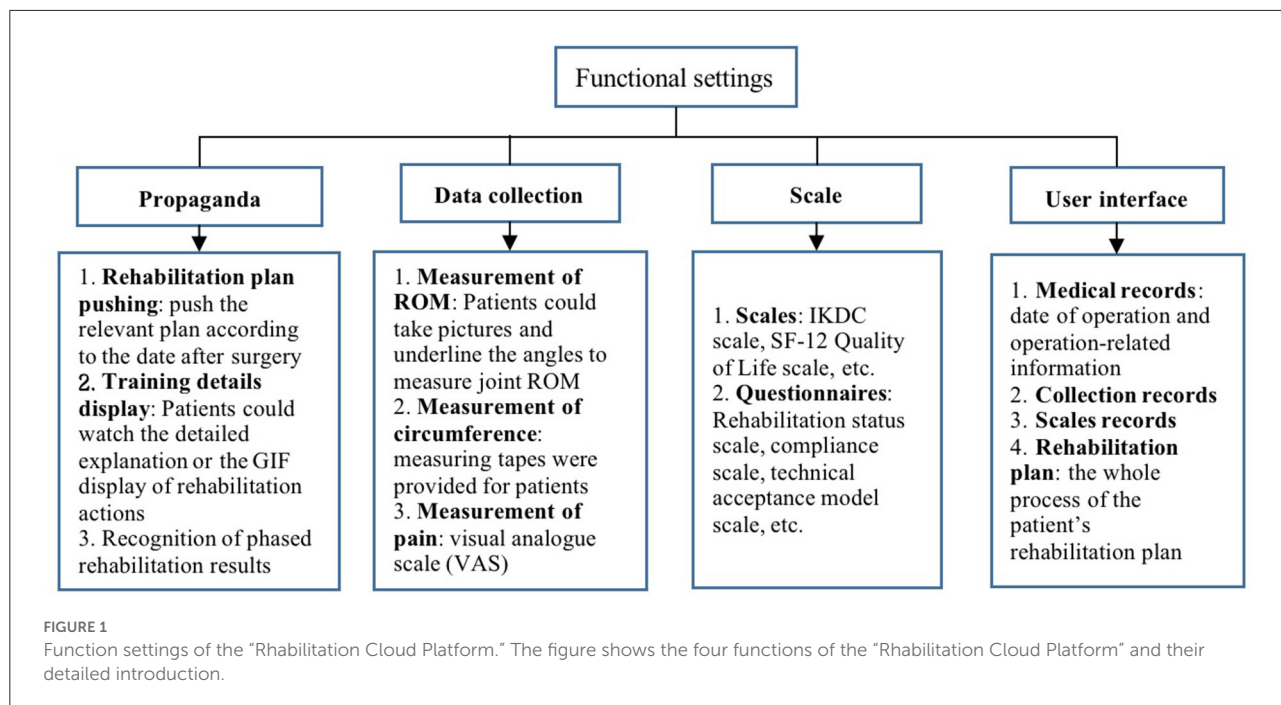 Functional settings
Propaganda
1. Rehabilitation plan
pushing: push the
relevant plan according
to the date after surgery
2. Training details
display: Patients could
watch the detailed
explanation or the GIF
display of rehabilitation
actions
3. Recognition of phased
rehabilitation results
Data collection
1. Measurement of
ROM: Patients could
take pictures and
underline the angles to
measure joint ROM
2. Measurement of
circumference:
measuring tapes were
provided for patients
3. Measurement of
pain: visual analogue
scale (VAS)
Scale
1. Scales: IKDC
scale, SF-12 Quality
of Life scale, etc.
2. Questionnaires:
Rehabilitation status
scale, compliance
scale, technical
acceptance model
scale, etc.
User interface
1. Medical records:
date of operation and
operation-related
information
2. Collection records
3. Scales records
4. Rehabilitation
plan: the whole
process of the
patient's
rehabilitation plan
FIGURE 1
Function settings of the "Rhabilitation Cloud Platform." The figure shows the four functions of the "Rhabilitation Cloud Platform" and their
detailed introduction.